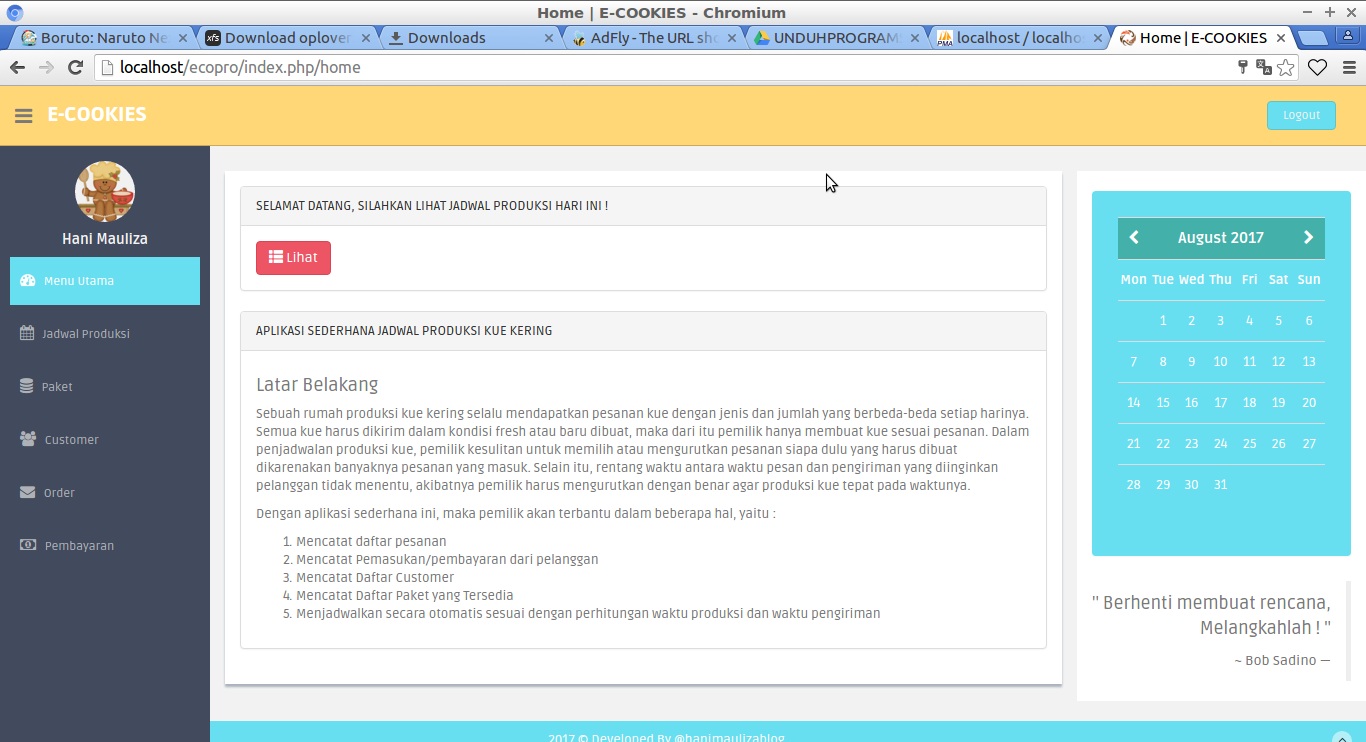 Home | E-COOKIES - Chromium
Boruto: Naruto Ne
Download oplover
Downloads
AdFly - The URL sho
UNDUHPROGRAM
localhost / localho
Home | E-COOKIES
localhost/ecopro/index.php/home
E-COOKIES
Logout
Hani Mauliza
Menu Utama
Jadwal Produksi
Paket
Customer
Order
Pembayaran
SELAMAT DATANG, SILAHKAN LIHAT JADWAL PRODUKSI HARI INI !
Lihat
APLIKASI SEDERHANA JADWAL PRODUKSI KUE KERING
Latar Belakang
Sebuah rumah produksi kue kering selalu mendapatkan pesanan kue dengan jenis dan jumlah yang berbeda-beda setiap harinya.
Semua kue harus dikirim dalam kondisi fresh atau baru dibuat, maka dari itu pemilik hanya membuat kue sesuai pesanan. Dalam
penjadwalan produksi kue, pemilik kesulitan untuk memilih atau mengurutkan pesanan siapa dulu yang harus dibuat
dikarenakan banyaknya pesanan yang masuk. Selain itu, rentang waktu antara waktu pesan dan pengiriman yang diinginkan
pelanggan tidak menentu, akibatnya pemilik harus mengurutkan dengan benar agar produksi kue tepat pada waktunya.
Dengan aplikasi sederhana ini, maka pemilik akan terbantu dalam beberapa hal, yaitu :
1. Mencatat daftar pesanan
2. Mencatat Pemasukan/pembayaran dari pelanggan
3. Mencatat Daftar Customer
4. Mencatat Daftar Paket yang Tersedia
5. Menjadwalkan secara otomatis sesuai dengan perhitungan waktu produksi dan waktu pengiriman
August 2017
Mon Tue Wed Thu Fri Sat Sun
1 2 3 4 5 6
7 8 9 10 11 12 13
14 15 16 17 18 19 20
21 22 23 24 25 26 27
28 29 30 31
" Berhenti membuat rencana,
Melangkahlah ! "
~ Bob Sadino —
2017 © Developed By @hanimaulizablog